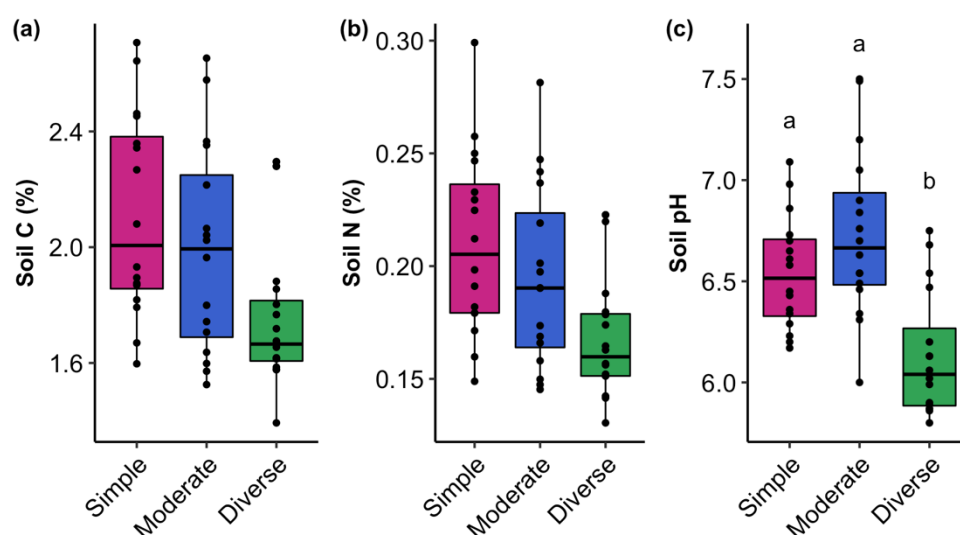 (a)
Soil C (%)
2.4
2.0
1.6
Simple
Moderate
Diverse
(b)
Soil N (%)
0.30
0.25
0.20
0.15
Simple
Moderate
Diverse
(c)
Soil pH
7.5
7.0
6.5
6.0
a
a
b
Simple
Moderate
Diverse